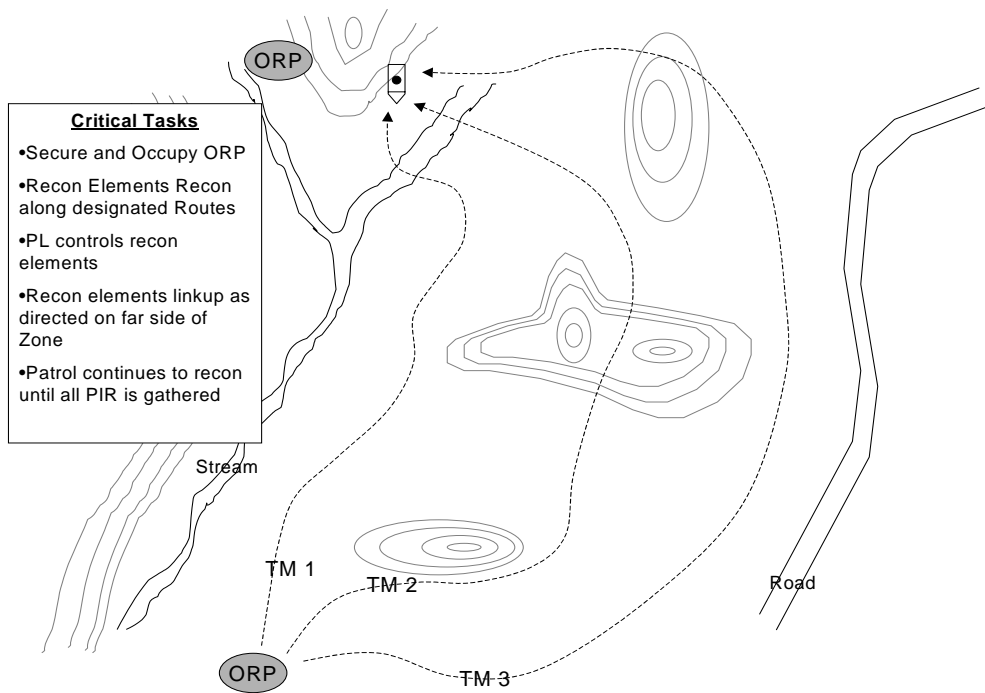 ORP
Critical Tasks
•Secure and Occupy ORP
•Recon Elements Recon
along designated Routes
•PL controls recon
elements
•Recon elements linkup as
directed on far side of
Zone
•Patrol continues to recon
until all PIR is gathered
Stream
TM 1
TM 2
Road
ORP
TM 3